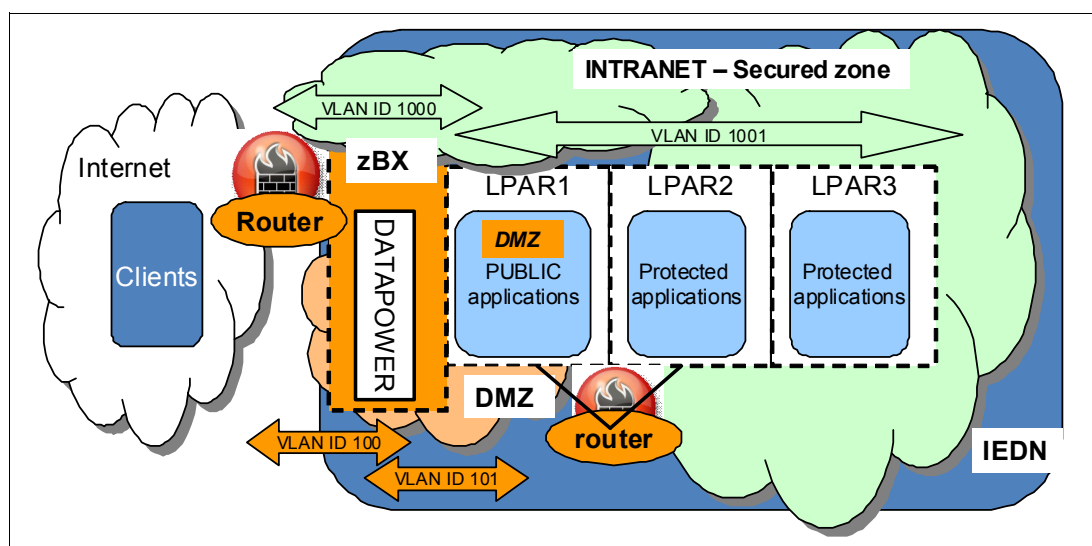 INTRANET – Secured zone
VLAN ID 1000
VLAN ID 1001
Internet
zBX
LPAR1
LPAR2
LPAR3
Router
Clients
DATAPOWER
DMZ
PUBLIC
applications
Protected
applications
Protected
applications
DMZ
router
VLAN ID 100
VLAN ID 101
IEDN